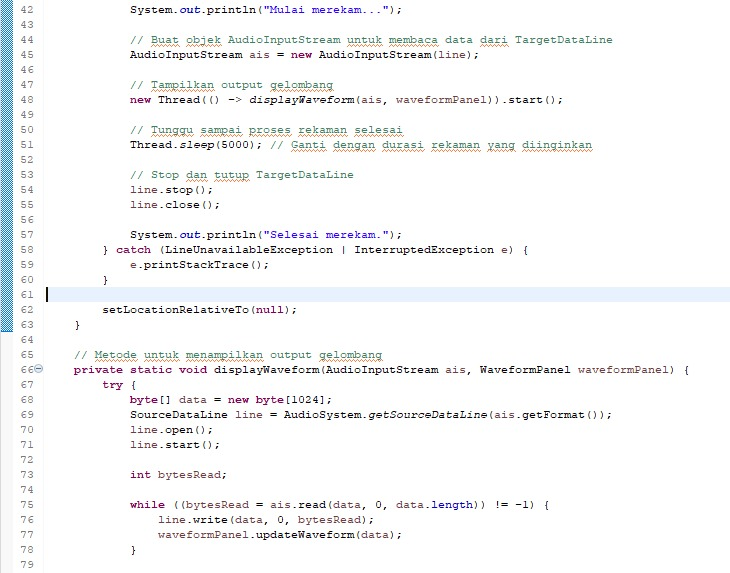 42 System.out.println("Mulai merekam...");
43
44 // Buat objek AudioInputStream untuk membaca data dari TargetDataLine
45 AudioInputStream ais = new AudioInputStream(line);
46
47 // Tampilkan output gelombang
48 new Thread(() -> displayWaveform(ais, waveformPanel)).start();
49
50 // Tunggu sampai proses rekaman selesai
51 Thread.sleep(5000); // Ganti dengan durasi rekaman yang diinginkan
52
53 // Stop dan tutup TargetDataLine
54 line.stop();
55 line.close();
56
57 System.out.println("Selesai merekam.");
58 } catch (LineUnavailableException | InterruptedException e) {
59 e.printStackTrace();
60 }
61
62 setLocationRelativeTo(null);
63 }
64
65 // Metode untuk menampilkan output gelombang
66 private static void displayWaveform(AudioInputStream ais, WaveformPanel waveformPanel) {
67 try {
68 byte[] data = new byte[1024];
69 SourceDataLine line = AudioSystem.getSourceDataLine(ais.getFormat());
70 line.open();
71 line.start();
72
73 int bytesRead;
74
75 while ((bytesRead = ais.read(data, 0, data.length)) != -1) {
76 line.write(data, 0, bytesRead);
77 waveformPanel.updateWaveform(data);
78 }
79